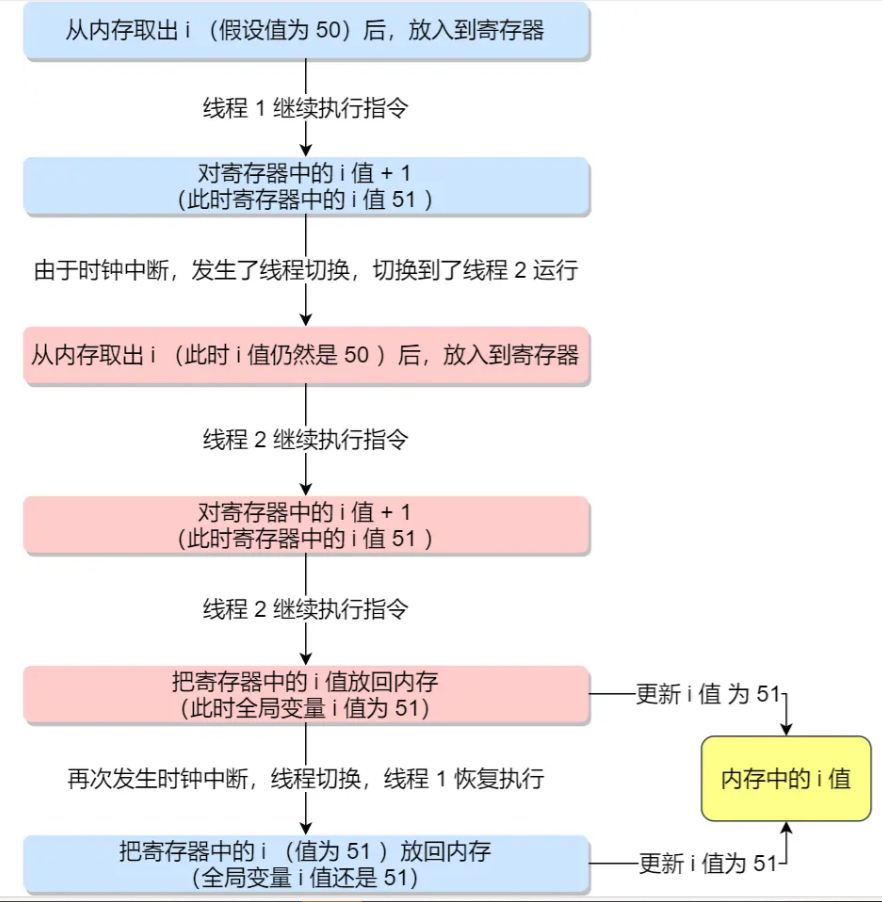 从内存取出 i （假设值为 50）后，放入到寄存器
线程 1 继续执行指令
对寄存器中的 i 值 + 1
（此时寄存器中的 i 值 51 ）
由于时钟中断，发生了线程切换，切换到了线程 2 运行
从内存取出 i （此时 i 值仍然是 50 ）后，放入到寄存器
线程 2 继续执行指令
对寄存器中的 i 值 + 1
（此时寄存器中的 i 值 51 ）
线程 2 继续执行指令
把寄存器中的 i 值放回内存
（此时全局变量 i 值为 51）
更新 i 值 为 51
内存中的 i 值
再次发生时钟中断，线程切换，线程 1 恢复执行
把寄存器中的 i （值为 51 ）放回内存
（全局变量 i 值还是 51）
更新 i 值为 51